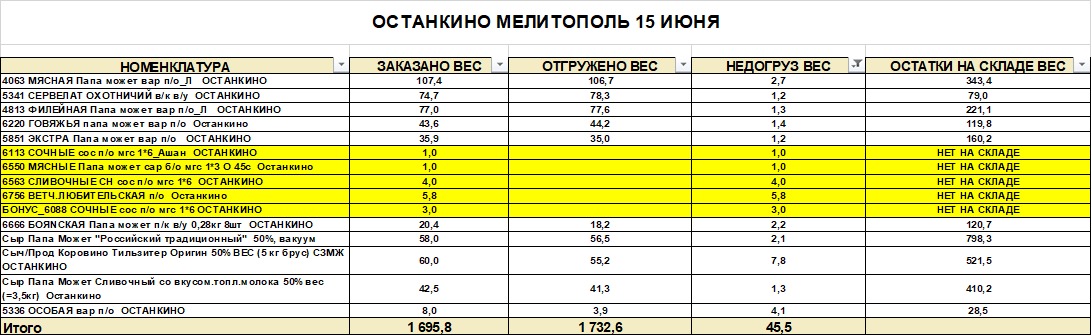 ОСТАНКИНО МЕЛИТОПОЛЬ 15 ИЮНЯ
НОМЕНКЛАТУРА ЗАКАЗАНО ВЕС ОТГРУЖЕНО ВЕС НЕДОГРУЗ ВЕС ОСТАТКИ НА СКЛАДЕ ВЕС
4063 МЯСНАЯ Папа может вар п/о_Л ОСТАНКИНО 107,4 106,7 2,7 343,4
5341 СЕРВЕЛАТ ОХОТНИЧИЙ в/к в/у ОСТАНКИНО 74,7 78,3 1,2 79,0
4813 ФИЛЕЙНАЯ Папа может вар п/о_Л ОСТАНКИНО 77,0 77,6 1,3 221,1
6220 ГОВЯЖЬЯ папа может вар п/о Останкино 43,6 44,2 1,4 119,8
5851 ЭКСТРА Папа может вар п/о ОСТАНКИНО 35,9 35,0 1,2 160,2
6113 СОЧНЫЕ сос п/о мгс 1*6_Ашан ОСТАНКИНО 1,0 1,0 НЕТ НА СКЛАДЕ
6550 МЯСНЫЕ Папа может сар б/о мгс 1*3 О 45с Останкино 1,0 1,0 НЕТ НА СКЛАДЕ
6563 СЛИВОЧНЫЕ СН сос п/о мгс 1*6 ОСТАНКИНО 4,0 4,0 НЕТ НА СКЛАДЕ
6756 ВЕТЧ.ЛЮБИТЕЛЬСКАЯ п/о Останкино 5,8 5,8 НЕТ НА СКЛАДЕ
БОНУС_6088 СОЧНЫЕ сос п/о мгс 1*6 ОСТАНКИНО 3,0 3,0 НЕТ НА СКЛАДЕ
6666 БОЯNСКАЯ Папа может п/к в/у 0,28кг 8шт ОСТАНКИНО 20,4 18,2 2,2 120,7
Сыр Папа Может "Российский традиционный" 50%, вакуум 58,0 56,5 2,1 798,3
Сыч/Прод Коровино Тильзитер Оригин 50% ВЕС (5 кг брус) СЗМЖ 60,0 55,2 7,8 521,5
ОСТАНКИНО
Сыр Папа Может Сливочный со вкусом.топл.молока 50% вес 42,5 41,3 1,3 410,2
(=3,5кг) Останкино
5336 ОСОБАЯ вар п/о ОСТАНКИНО 8,0 3,9 4,1 28,5
Итого 1 695,8 1 732,6 45,5